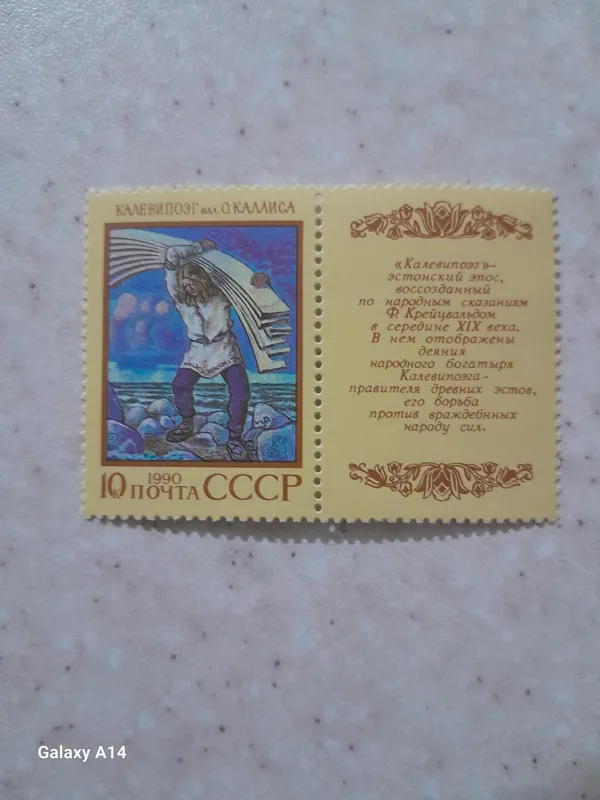 КАЛЕВИПОЭГ илл. О. КАЛЛИСА
10к 1990 ПОЧТА СССР
«Калевипоэг»-
эстонский эпос,
воссозданный
по народным сказаниям
Ф. Крейцвальдом
в середине XIX века.
В нем отображены
деяния
народного богатыря
Калевипоэга-
правителя древних эстов,
его борьба
против враждебных
народу сил.
Galaxy A14